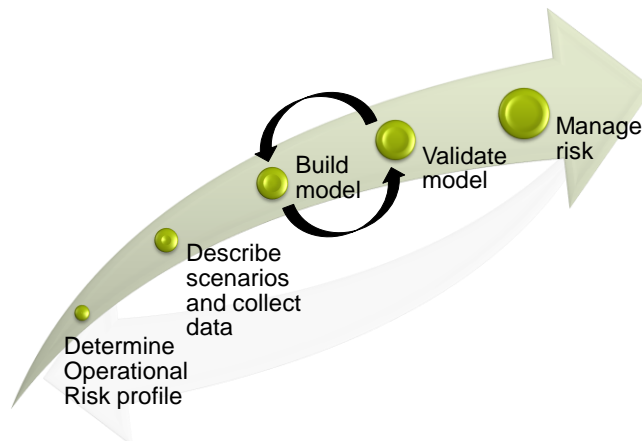 Determine
Operational
Risk profile
Describe
scenarios
and collect
data
Build
model
Validate
model
Manage
risk